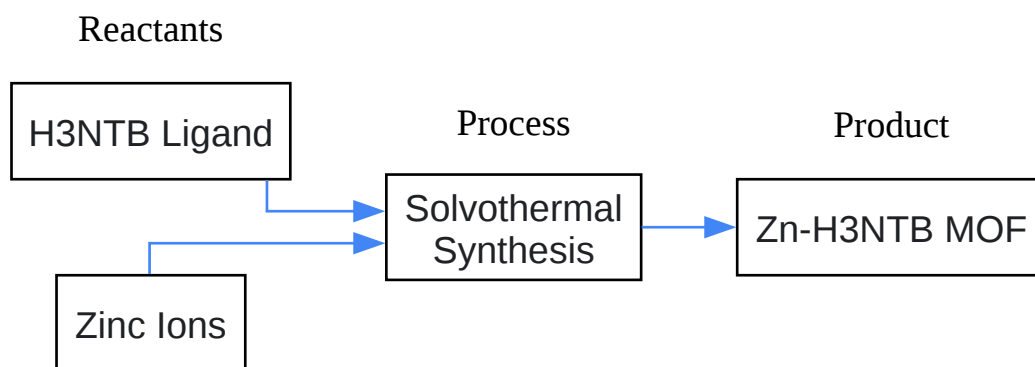 Reactants
H3NTB Ligand
Process
Product
Solvothermal
Synthesis
Zn-H3NTB MOF
Zinc Ions